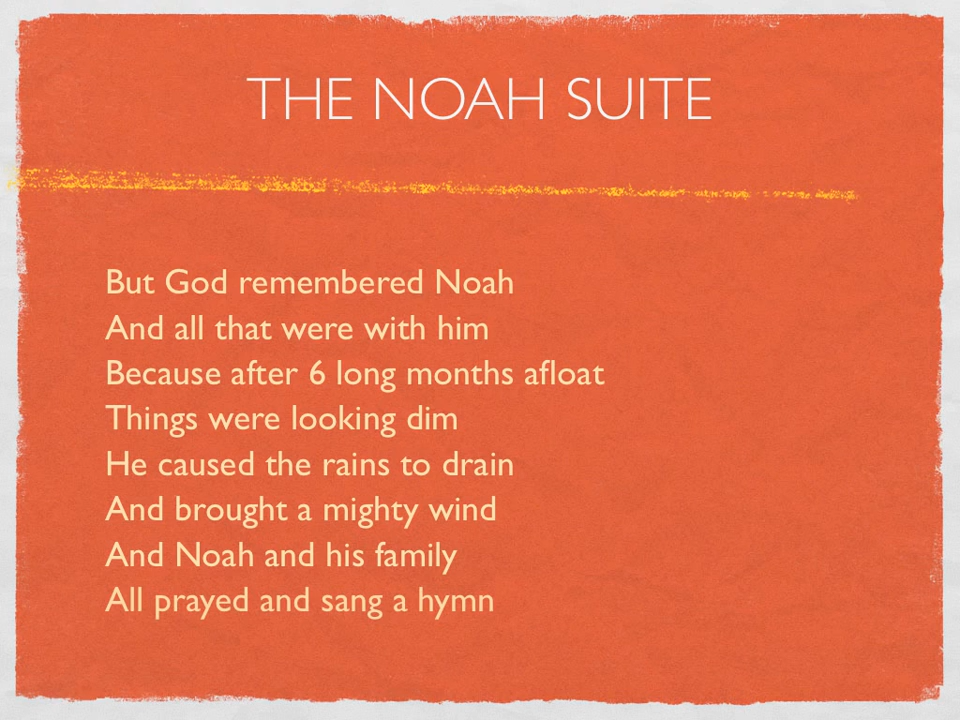 THE NOAH SUITE
But God remembered Noah
And all that were with him
Because after 6 long months afloat
Things were looking dim
He caused the rains to drain
And brought a mighty wind
And Noah and his family
All prayed and sang a hymn